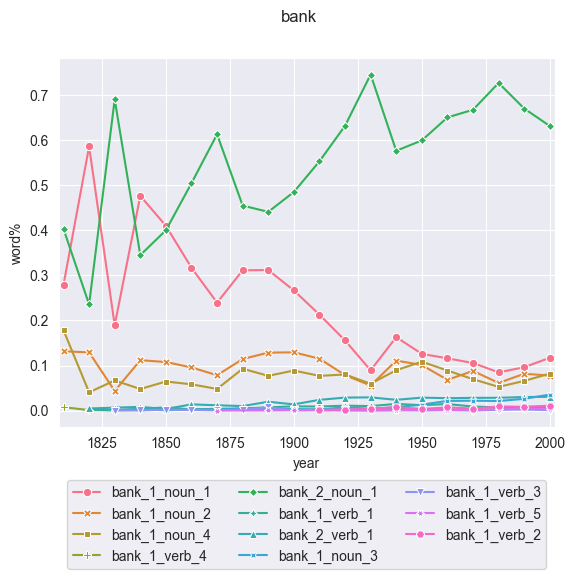 bank
0.7
0.6
0.5
0.4
0.3
0.2
0.1
0.0
word%
1825 1850 1875 1900 1925 1950 1975 2000
year
bank_1_noun_1 bank_2_noun_1 bank_1_verb_3
bank_1_noun_2 bank_1_verb_1 bank_1_verb_5
bank_1_noun_4 bank_2_verb_1 bank_1_verb_2
bank_1_verb_4 bank_1_noun_3